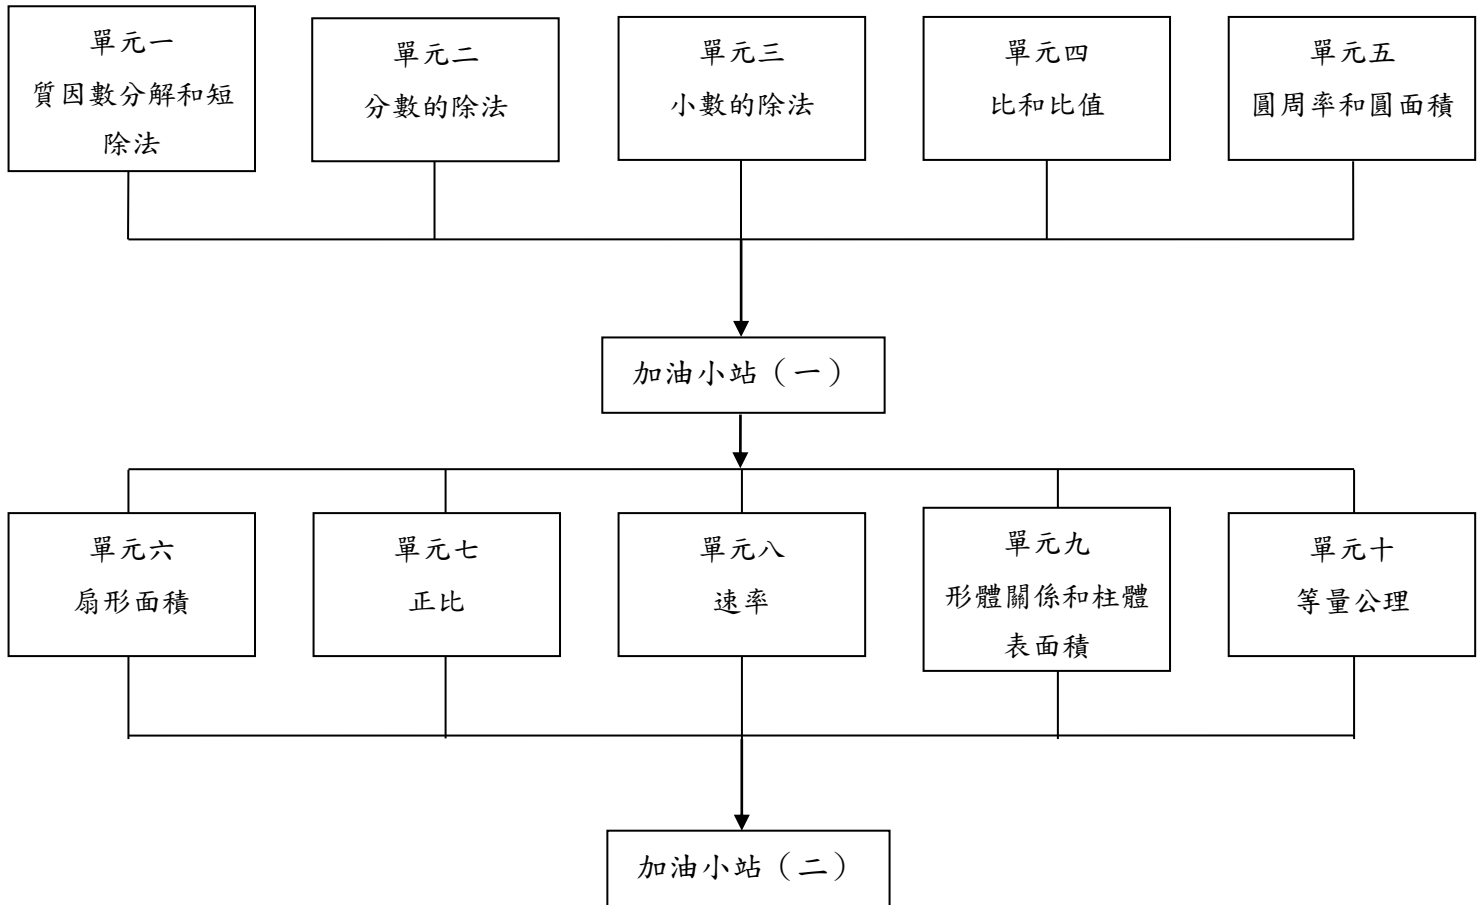 單元一
質因數分解和短
除法
單元二
分數的除法
單元三
小數的除法
單元四
比和比值
單元五
圓周率和圓面積
加油小站（一）
單元六
扇形面積
單元七
正比
單元八
速率
單元九
形體關係和柱體
表面積
單元十
等量公理
加油小站（二）